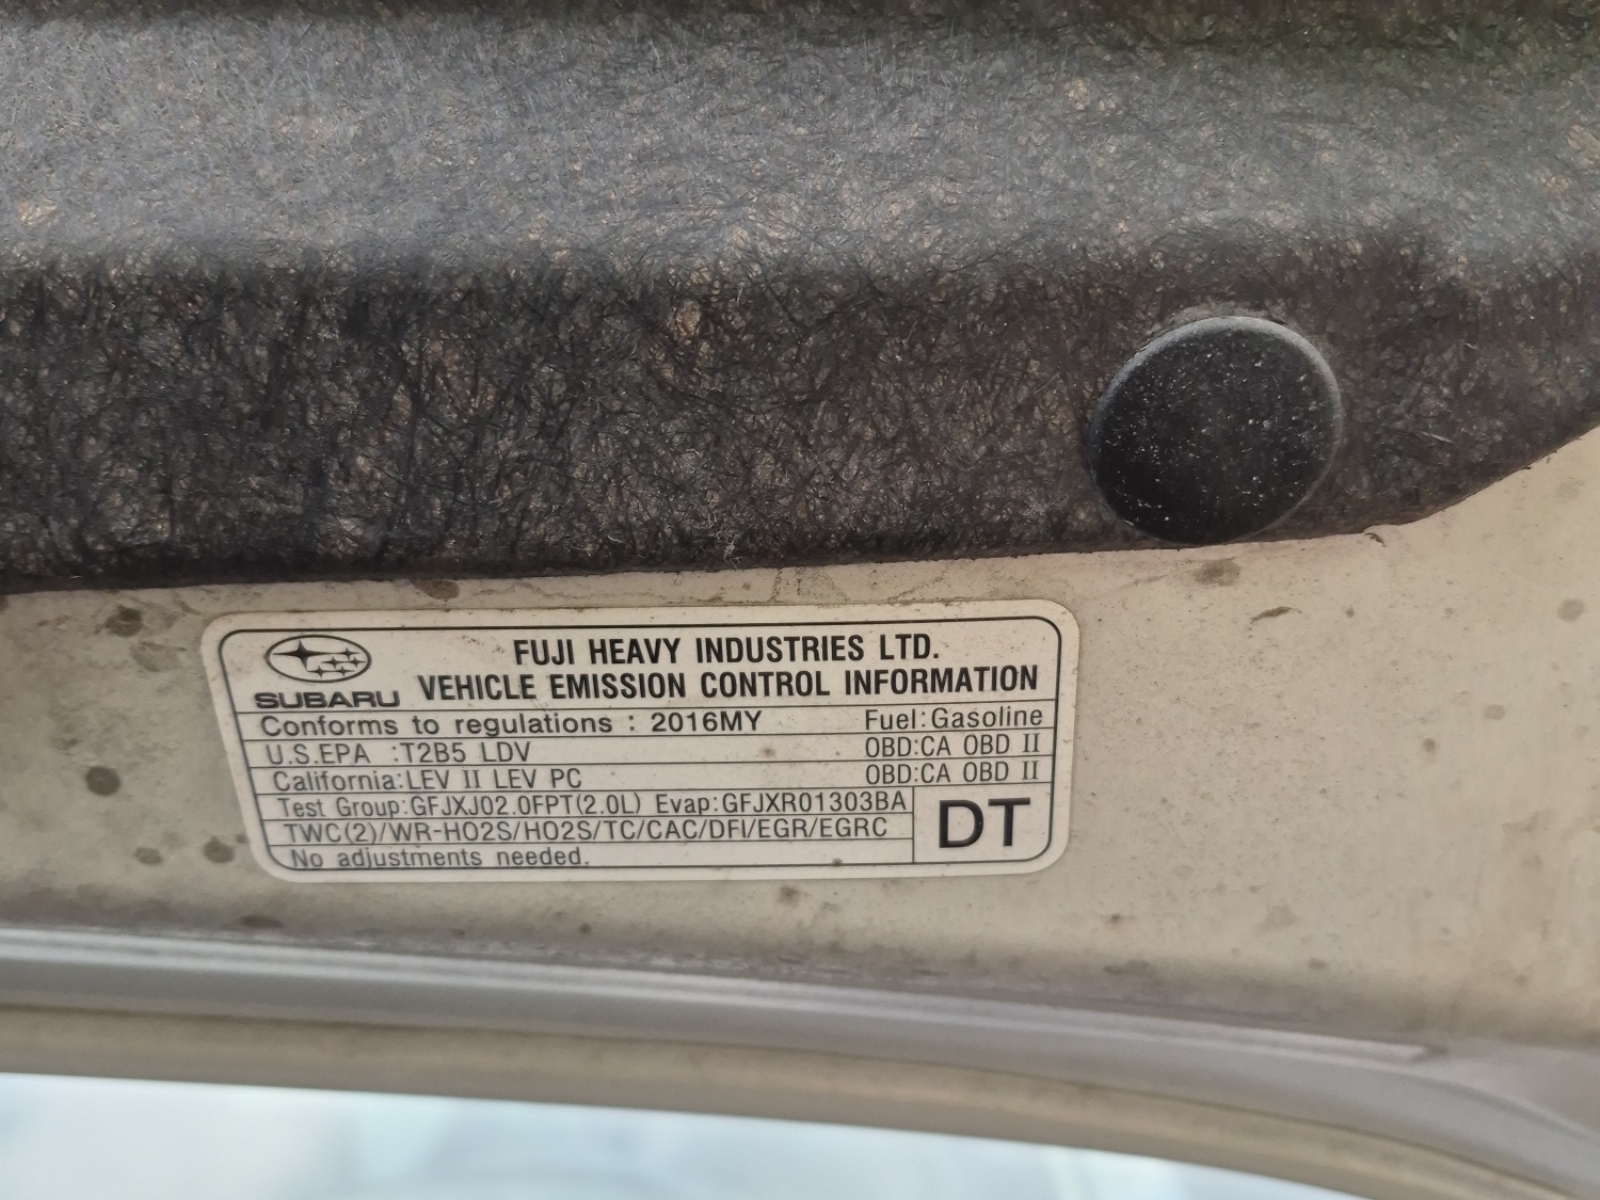 SUBARU
FUJI HEAVY INDUSTRIES LTD.
VEHICLE EMISSION CONTROL INFORMATION
Conforms to regulations : 2016MY Fuel:Gasoline
U.S.EPA :T2B5 LDV OBD:CA OBD II
California:LEV II LEV PC OBD:CA OBD II
Test Group:GFJXJ02.0FPT(2.0L) Evap:GFJXR01303BA
TWC(2)/WR-HO2S/HO2S/TC/CAC/DFI/EGR/EGRC
No adjustments needed.
DT